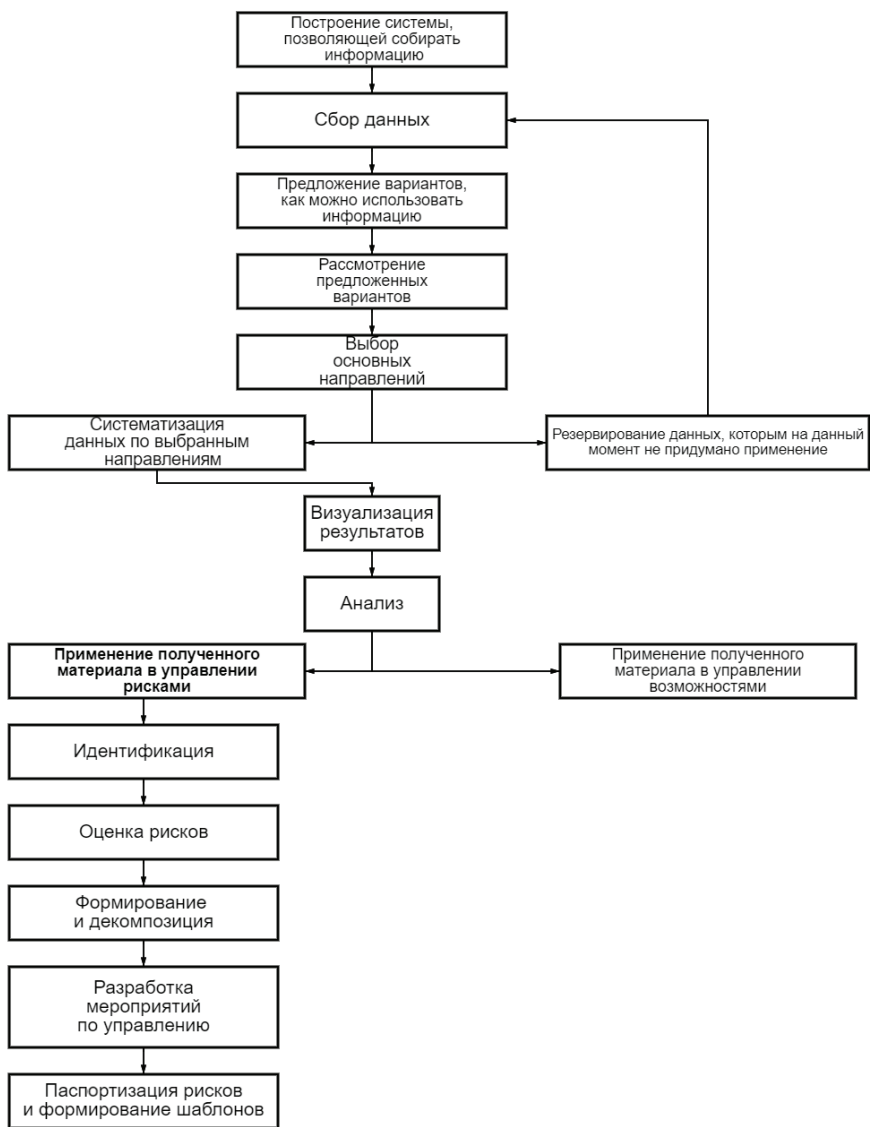 Построение системы,
позволяющей собирать
информацию
Сбор данных
Предложение вариантов,
как можно использовать
информацию
Рассмотрение
предложенных
вариантов
Выбор
основных
направлений
Систематизация
данных по выбранным
направлениям
Резервирование данных, которым на данный
момент не придумано применение
Визуализация
результатов
Анализ
Применение полученного
материала в управлении
рисками
Применение полученного
материала в управлении
возможностями
Идентификация
Оценка рисков
Формирование
и декомпозиция
Разработка
мероприятий
по управлению
Паспортизация рисков
и формирование шаблонов